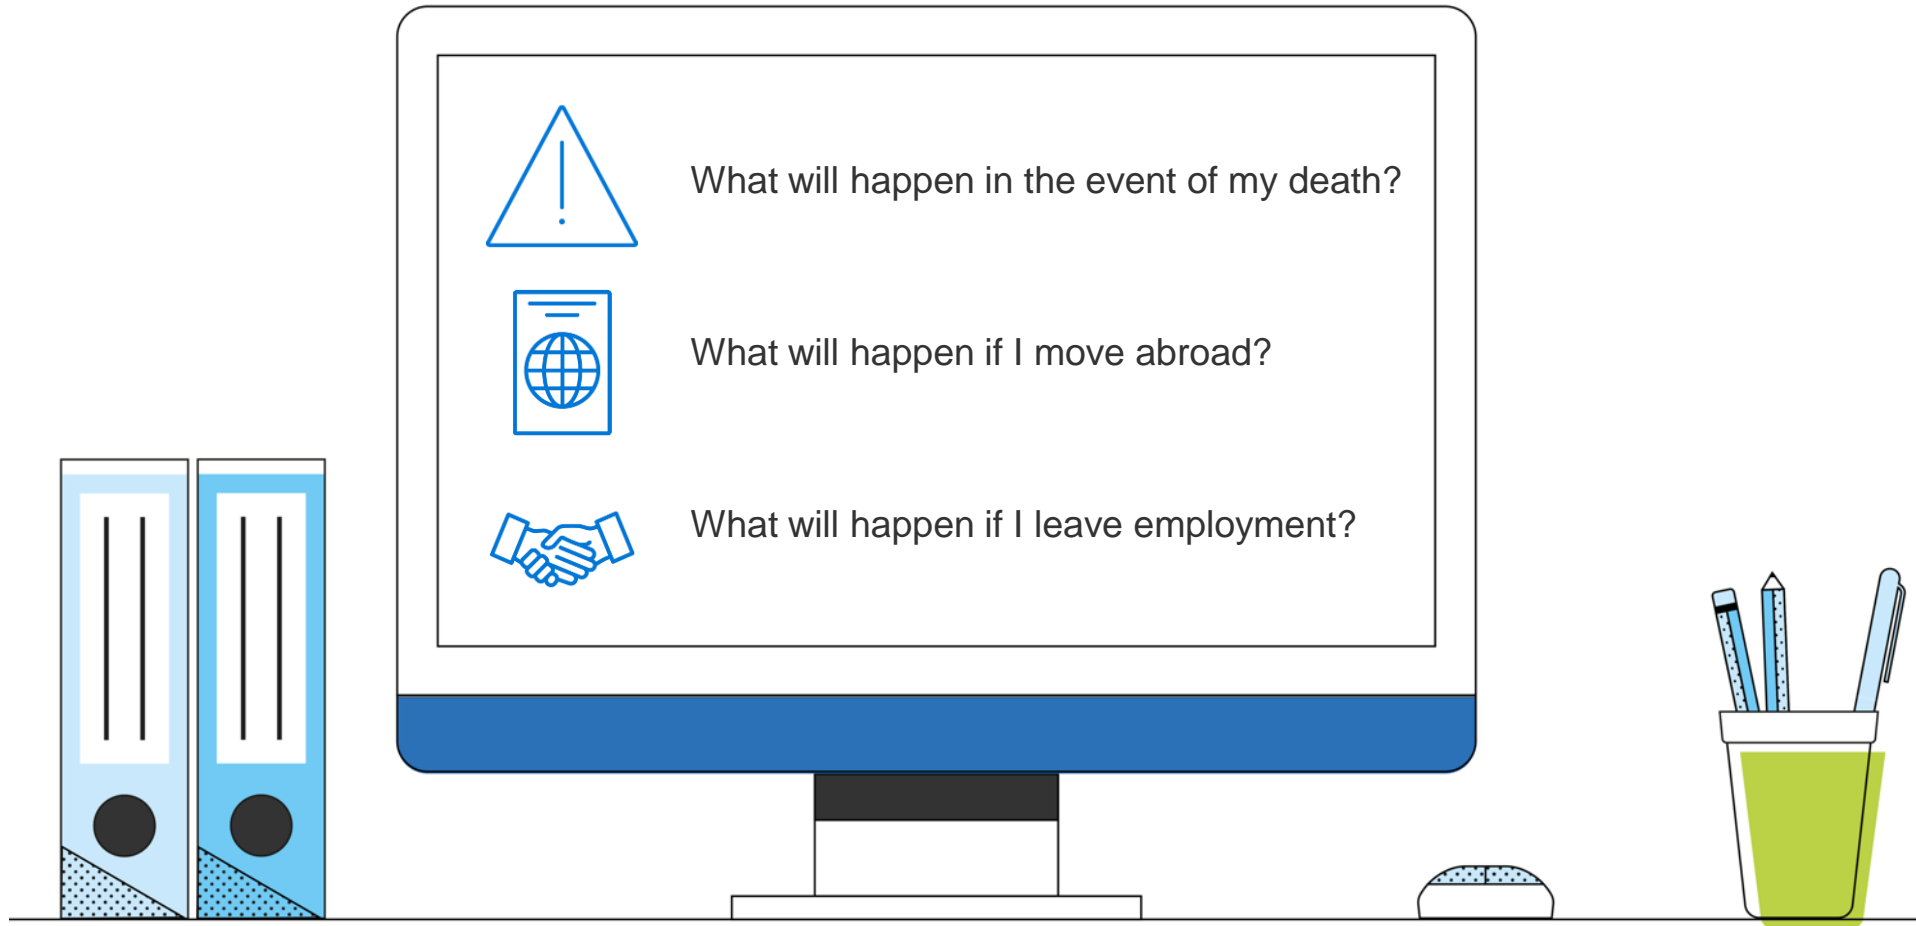 What will happen in the event of my death?
What will happen if I move abroad?
What will happen if I leave employment?